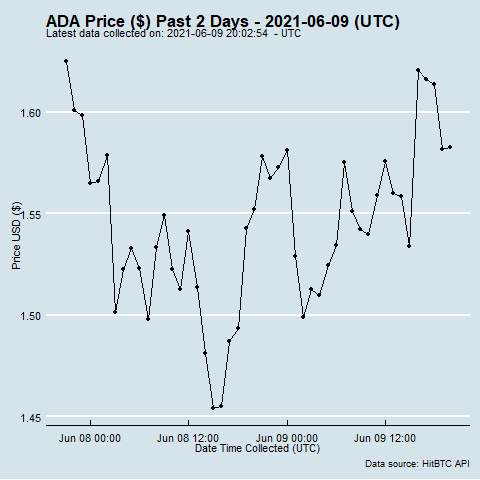 ADA Price ($) Past 2 Days - 2021-06-09 (UTC)
Latest data collected on: 2021-06-09 20:02:54  - UTC
Price USD ($)
1.60
1.55
1.50
1.45
Jun 08 00:00 Jun 08 12:00 Jun 09 00:00 Jun 09 12:00
Date Time Collected (UTC)
Data source: HitBTC API